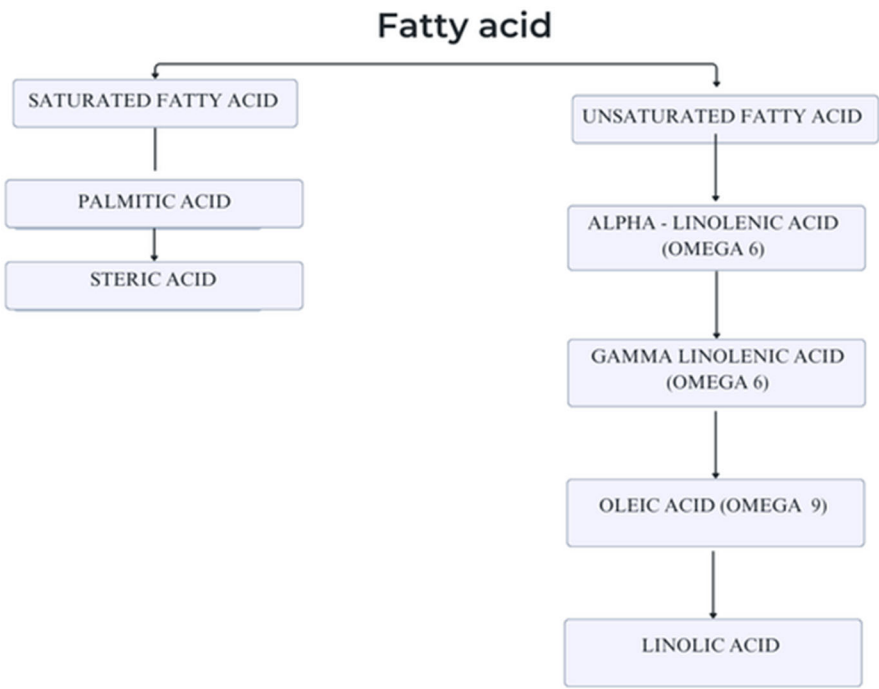 Fatty acid
SATURATED FATTY ACID
PALMITIC ACID
STERIC ACID
UNSATURATED FATTY ACID
ALPHA - LINOLENIC ACID
(OMEGA 6)
GAMMA LINOLENIC ACID
(OMEGA 6)
OLEIC ACID (OMEGA 9)
LINOLIC ACID